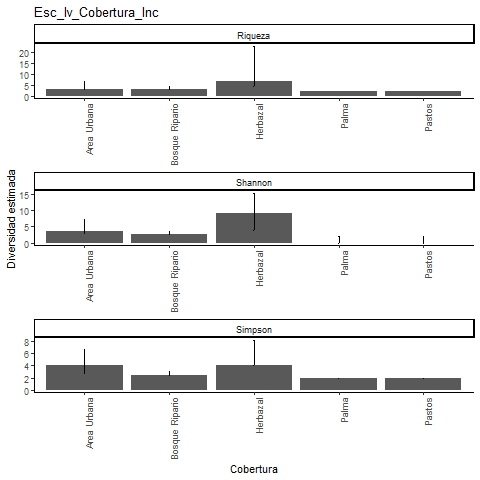 Esc_lv_Cobertura_Inc
Riqueza
20
15
10
5
0
Area Urbana
Bosque Ripario
Herbazal
Palma
Pastos
Shannon
15
10
5
0
Area Urbana
Bosque Ripario
Herbazal
Palma
Pastos
Simpson
8
6
4
2
0
Area Urbana
Bosque Ripario
Herbazal
Palma
Pastos
Diversidad estimada
Cobertura